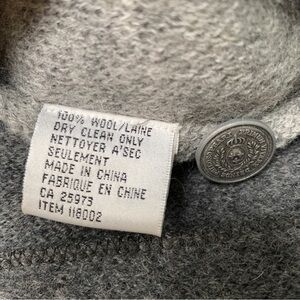 100% WOOL/LAINE
DRY CLEAN ONLY
NETTOYER A'SEC
SEULEMENT
MADE IN CHINA
FABRIQUE EN CHINE
CA 25973
ITEM 118002